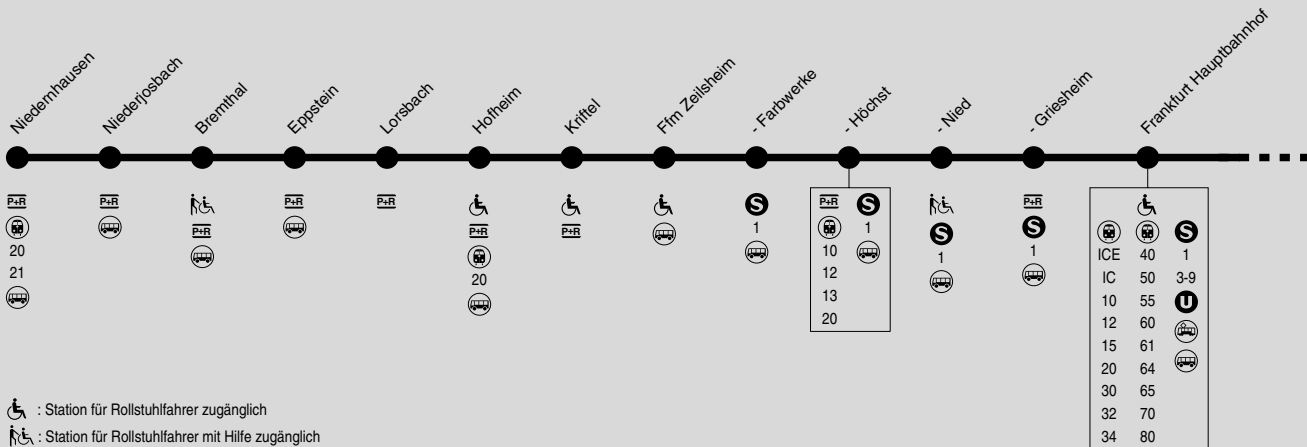 Niedernhausen
Niederjosbach
Bremthal
Eppstein
Lorsbach
Hofheim
Kriftel
Ffm Zeilsheim
- Farbwerke
- Höchst
- Nied
- Griesheim
Frankfurt Hauptbahnhof
P+R
20
21
P+R
P+R
P+R
P+R
P+R
20
P+R
S
1
P+R S
10 1
12
13
20
S
1
P+R
S
1
S
ICE 40 1
IC 50 3-9
10 55 U
12 60
15 61
20 64
30 65
32 70
34 80
: Station für Rollstuhlfahrer zugänglich
: Station für Rollstuhlfahrer mit Hilfe zugänglich